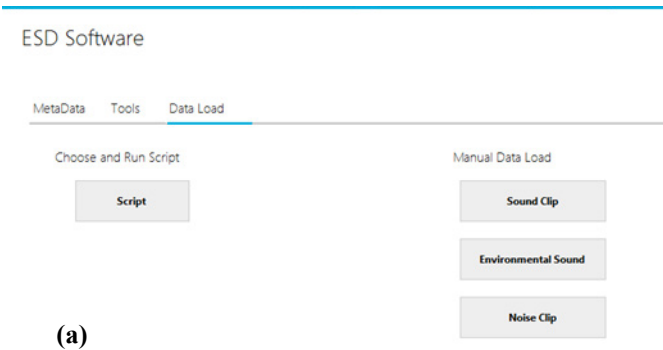 ESD Software
MetaData Tools Data Load
Choose and Run Script Manual Data Load
Script Sound Clip
Environmental Sound
Noise Clip
(a)